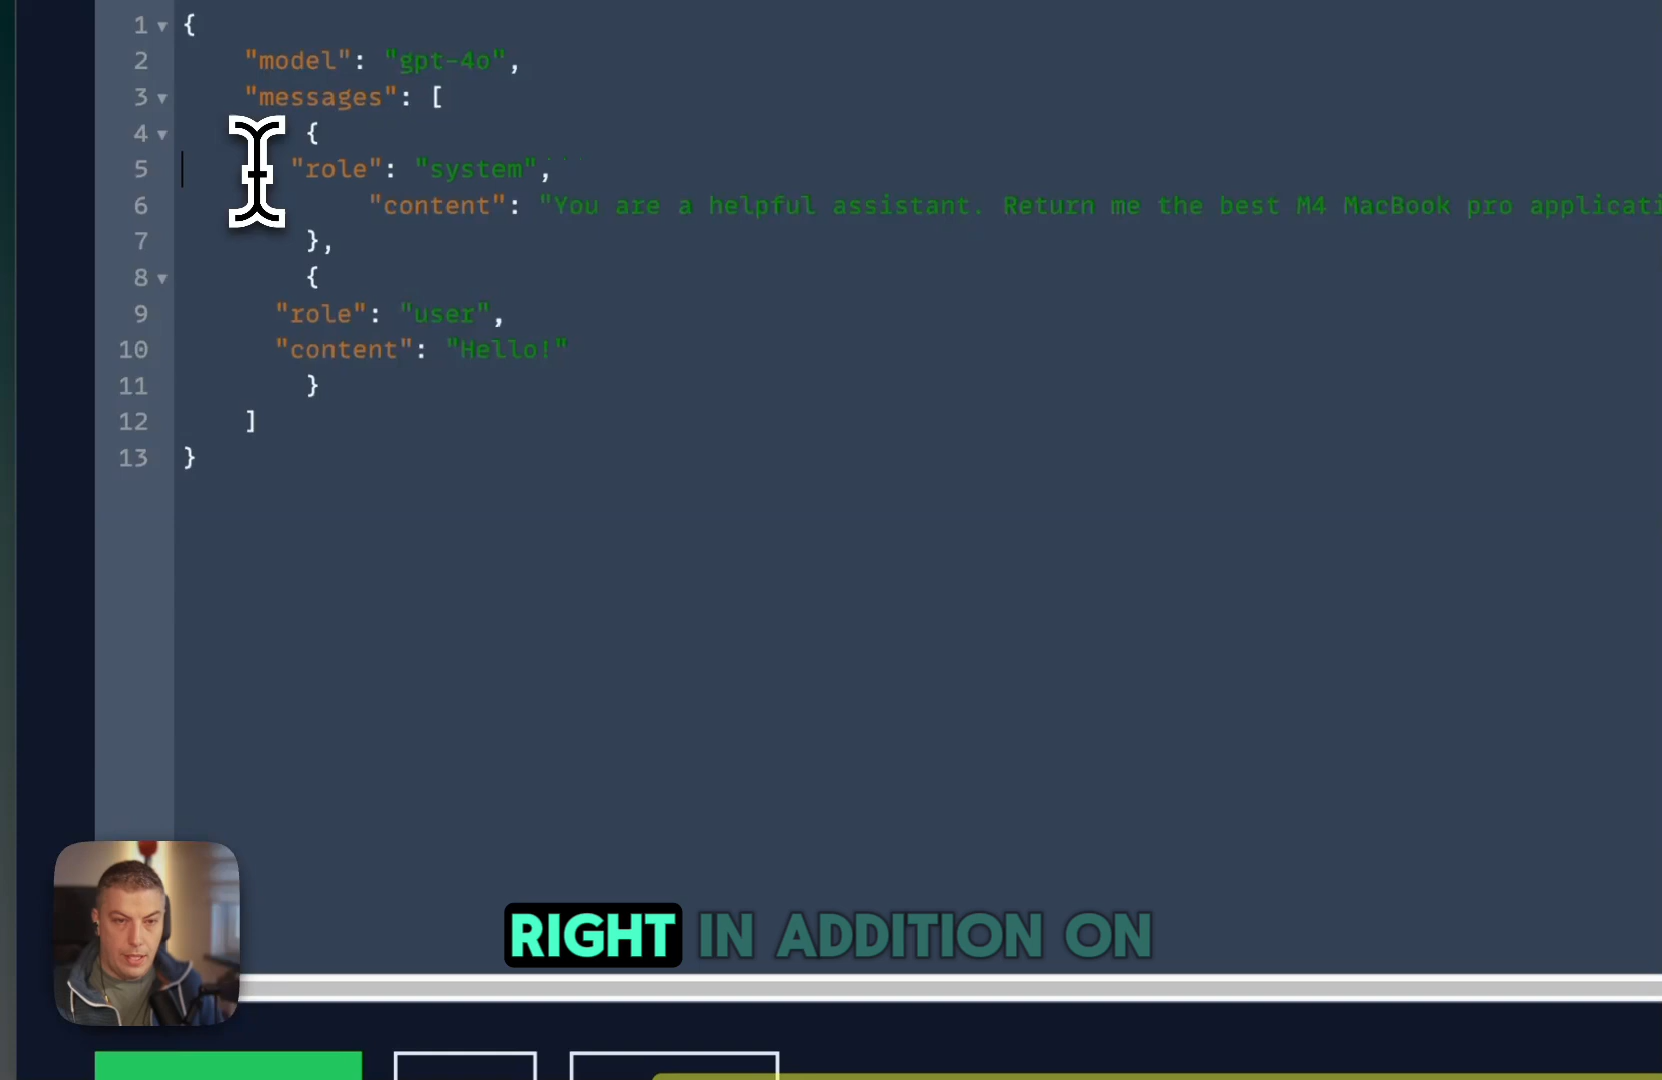 1 {
2 "model": "gpt-4o",
3 "messages": [
4 {
5 "role": "system",```
6 "content": "You are a helpful assistant. Return me the best M4 MacBook pro applicati
7 },
8 {
9 "role": "user",
10 "content": "Hello!"
11 }
12 ]
13 }
RIGHT IN ADDITION ON